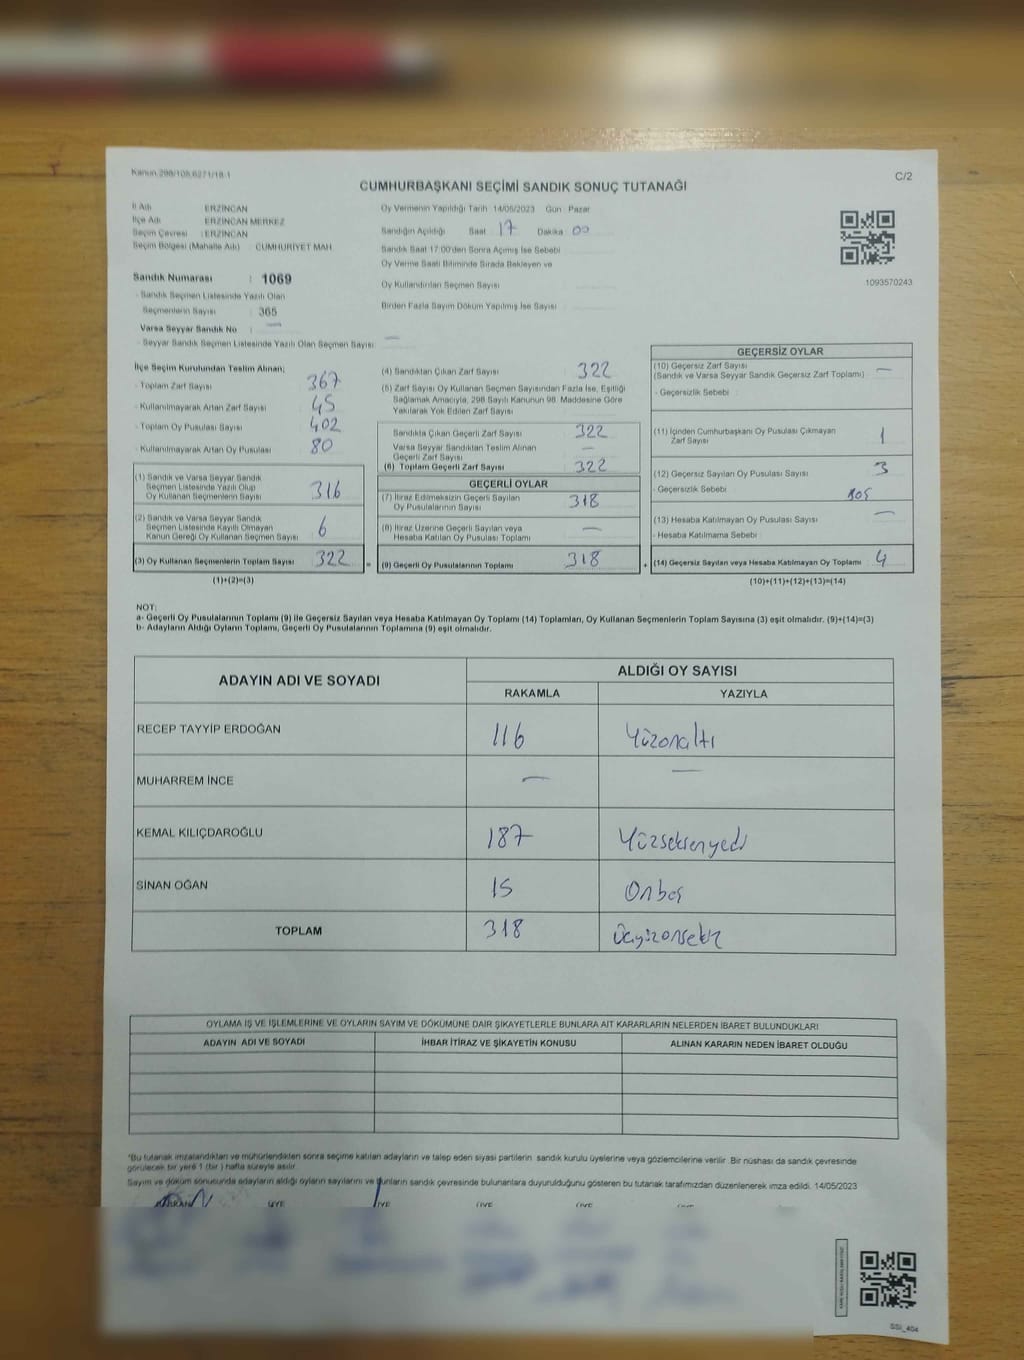 Kanun:298/108,6271/18-1
C/2
CUMHURBAŞKANI SEÇİMİ SANDIK SONUÇ TUTANAĞI
İl Adı : ERZİNCAN
İlçe Adı : ERZİNCAN MERKEZ
Seçim Çevresi : ERZİNCAN
Seçim Bölgesi (Mahalle Adı) : CUMHURİYET MAH.
Oy Vermenin Yapıldığı Tarih 14/05/2023 Gün Pazar
Sandığın Açıldığı Saat 17 Dakika 00
Sandık Saat 17:00'den Sonra Açımış İse Sebebi
Oy Verme Saati Bitiminde Sırada Bekleyen ve
Oy Kullandırılan Seçmen Sayısı
Birden Fazla Sayım Döküm Yapılmış İse Sayısı
1093570243
Sandık Numarası : 1069
- Sandık Seçmen Listesinde Yazılı Olan
Seçmenlerin Sayısı : 365
Varsa Seyyar Sandık No : —
- Seyyar Sandık Seçmen Listesinde Yazılı Olan Seçmen Sayısı: —
İlçe Seçim Kurulundan Teslim Alınan;
- Toplam Zarf Sayısı 367
- Kullanılmayarak Artan Zarf Sayısı 45
- Toplam Oy Pusulası Sayısı 402
- Kullanılmayarak Artan Oy Pusulası 80
(1) Sandık ve Varsa Seyyar Sandık
Seçmen Listesinde Yazılı Olup
Oy Kullanan Seçmenlerin Sayısı 316
(2) Sandık ve Varsa Seyyar Sandık
Seçmen Listesinde Kayıtlı Olmayan
Kanun Gereği Oy Kullanan Seçmen Sayısı 6
(3) Oy Kullanan Seçmenlerin Toplam Sayısı 322
(1)+(2)=(3)
(4) Sandıktan Çıkan Zarf Sayısı 322
(5) Zarf Sayısı Oy Kullanan Seçmen Sayısından Fazla İse, Eşitliği
Sağlamak Amacıyla, 298 Sayılı Kanunun 98. Maddesine Göre
Yakılarak Yok Edilen Zarf Sayısı
Sandıkta Çıkan Geçerli Zarf Sayısı 322
Varsa Seyyar Sandıktan Teslim Alınan
Geçerli Zarf Sayısı —
(6) Toplam Geçerli Zarf Sayısı 322
GEÇERLİ OYLAR
(7) İtiraz Edilmeksizin Geçerli Sayılan
Oy Pusulalarının Sayısı 318
(8) İtiraz Üzerine Geçerli Sayılan veya
Hesaba Katılan Oy Pusulası Toplamı —
= (9) Geçerli Oy Pusulalarının Toplamı 318
GEÇERSİZ OYLAR
(10) Geçersiz Zarf Sayısı
(Sandık ve Varsa Seyyar Sandık Geçersiz Zarf Toplamı) —
- Geçersizlik Sebebi :
(11) İçinden Cumhurbaşkanı Oy Pusulası Çıkmayan
Zarf Sayısı 1
(12) Geçersiz Sayılan Oy Pusulası Sayısı 3
- Geçersizlik Sebebi : BOŞ
(13) Hesaba Katılmayan Oy Pusulası Sayısı —
- Hesaba Katılmama Sebebi :
+ (14) Geçersiz Sayılan veya Hesaba Katılmayan Oy Toplamı 4
(10)+(11)+(12)+(13)=(14)
NOT:
a- Geçerli Oy Pusulalarının Toplamı (9) ile Geçersiz Sayılan veya Hesaba Katılmayan Oy Toplamı (14) Toplamları, Oy Kullanan Seçmenlerin Toplam Sayısına (3) eşit olmalıdır. (9)+(14)=(3)
b- Adayların Aldığı Oyların Toplamı, Geçerli Oy Pusulalarının Toplamına (9) eşit olmalıdır.
ADAYIN ADI VE SOYADI ALDIĞI OY SAYISI
RAKAMLA YAZIYLA
RECEP TAYYİP ERDOĞAN 116 Yüzonaltı
MUHARREM İNCE — —
KEMAL KILIÇDAROĞLU 187 Yüzseksenyedi
SİNAN OĞAN 15 Onbeş
TOPLAM 318 Üçyüzonsekiz
OYLAMA İŞ VE İŞLEMLERİNE VE OYLARIN SAYIM VE DÖKÜMÜNE DAİR ŞİKAYETLERLE BUNLARA AİT KARARLARIN NELERDEN İBARET BULUNDUKLARI
ADAYIN ADI VE SOYADI İHBAR İTİRAZ VE ŞİKAYETİN KONUSU ALINAN KARARIN NEDEN İBARET OLDUĞU
*Bu tutanak imzalandıktan ve mühürlendikten sonra seçime katılan adayların ve talep eden siyasi partilerin sandık kurulu üyelerine veya gözlemcilerine verilir. Bir nüshası da sandık çevresinde
görülecek bir yere 1 (bir ) hafta süreyle asılır.
Sayım ve döküm sonusunda adayların aldığı oyların sayılarını ve bunların sandık çevresinde bulunanlara duyurulduğunu gösteren bu tutanak tarafımızdan düzenlenerek imza edildi. 14/05/2023
BAŞKAN ÜYE ÜYE ÜYE ÜYE ÜYE
SSI_404